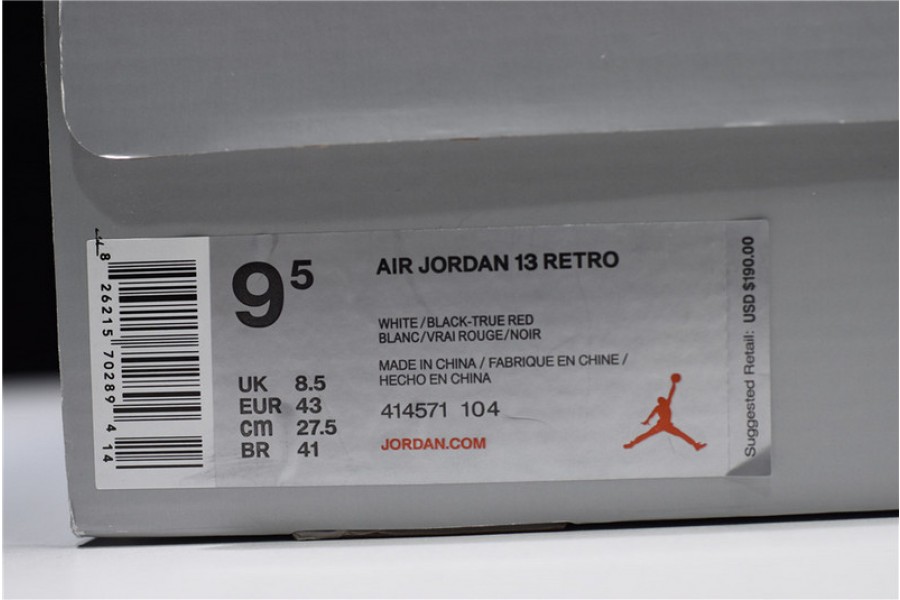 8 26215 70289 4 14
9⁵
UK 8.5
EUR 43
cm 27.5
BR 41
AIR JORDAN 13 RETRO
WHITE/BLACK-TRUE RED
BLANC/VRAI ROUGE/NOIR
MADE IN CHINA / FABRIQUE EN CHINE /
HECHO EN CHINA
414571 104
JORDAN.COM
Suggested Retail: USD $190.00